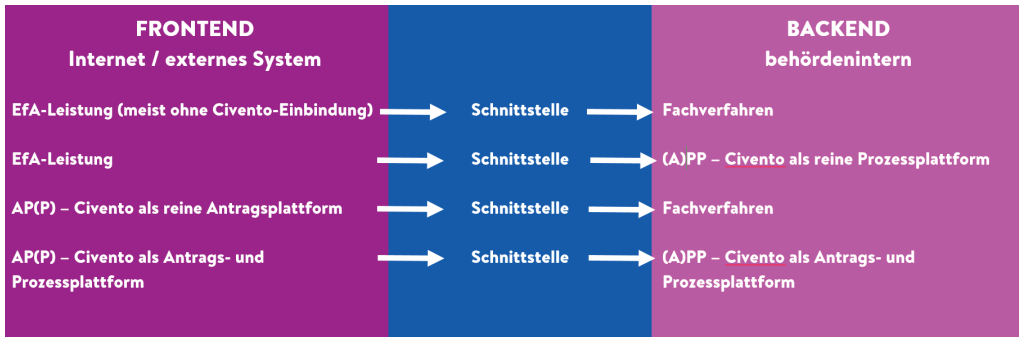 FRONTEND
Internet / externes System
BACKEND
behördenintern
EfA-Leistung (meist ohne Civento-Einbindung)
Schnittstelle
Fachverfahren
EfA-Leistung
Schnittstelle
(A)PP – Civento als reine Prozessplattform
AP(P) – Civento als reine Antragsplattform
Schnittstelle
Fachverfahren
AP(P) – Civento als Antrags- und
Prozessplattform
Schnittstelle
(A)PP – Civento als Antrags- und
Prozessplattform